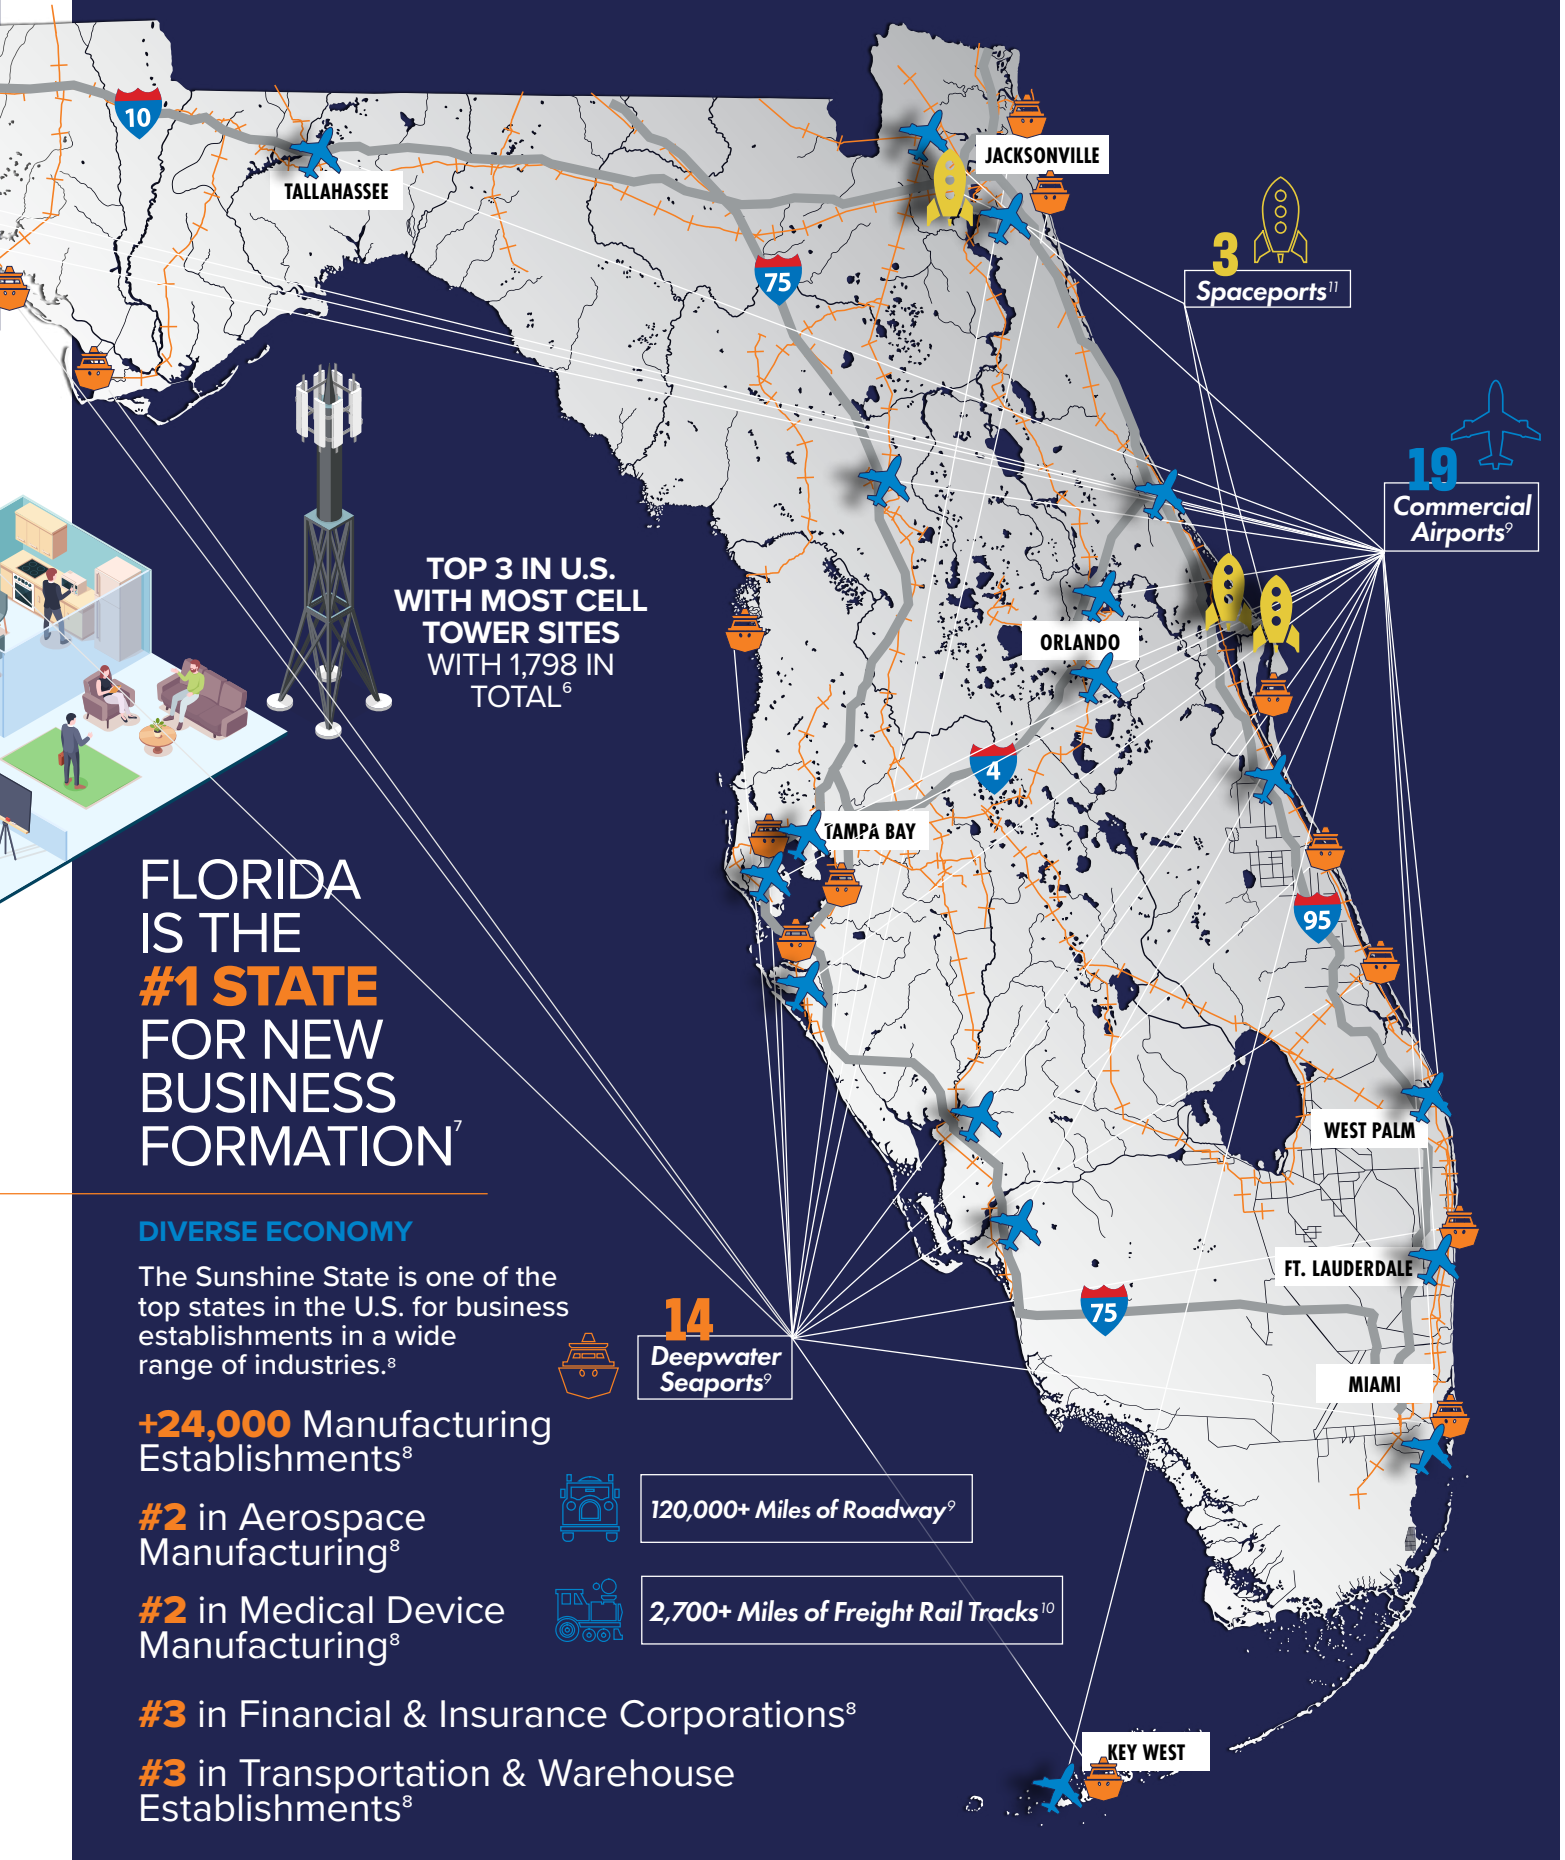 10
TALLAHASSEE
JACKSONVILLE
75
3
Spaceports11
19
Commercial
Airports9
TOP 3 IN U.S.
WITH MOST CELL
TOWER SITES
WITH 1,798 IN
TOTAL6
ORLANDO
4
TAMPA BAY
95
FLORIDA
IS THE
#1 STATE
FOR NEW
BUSINESS
FORMATION7
WEST PALM
DIVERSE ECONOMY
The Sunshine State is one of the
top states in the U.S. for business
establishments in a wide
range of industries.8
FT. LAUDERDALE
75
14
Deepwater
Seaports9
MIAMI
+24,000 Manufacturing
Establishments8
120,000+ Miles of Roadway9
#2 in Aerospace
Manufacturing8
2,700+ Miles of Freight Rail Tracks10
#2 in Medical Device
Manufacturing8
#3 in Financial & Insurance Corporations8
KEY WEST
#3 in Transportation & Warehouse
Establishments8